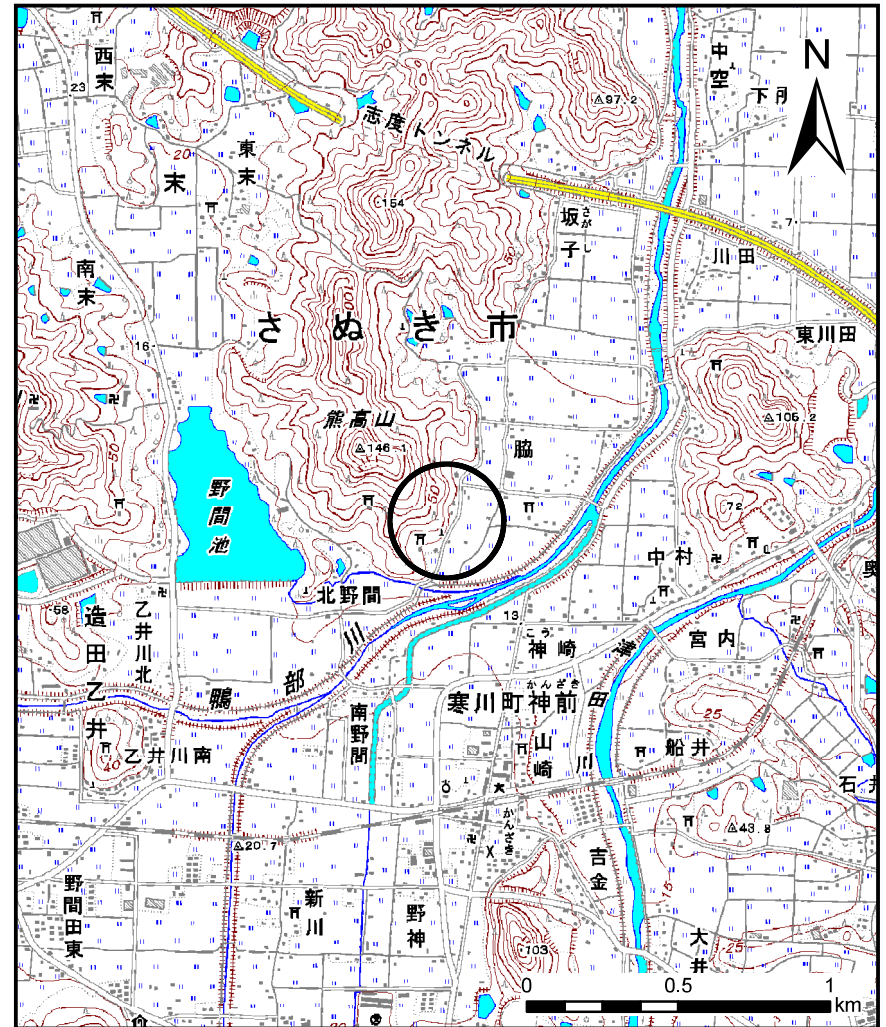 西末
23
20
末
東末
100
97.2
中空
下所
N
志度トンネル
154
坂子
さがし
50
7
川田
南末
16
100
さぬき市
東川田
熊高山
146.1
脇
105.2
50
50
72
野間池
中村
58
造田乙井
乙井川北
北野間
13
こう
神崎
宮内
奥
鴨部川
津田川
かんざき
寒川町神前
南野間
山崎
25
船井
石井
40
乙井川南
かんざき
43.8
20.7
吉金
15
野間田東
新川
野神
大井
25
103
0
0.5
1
km